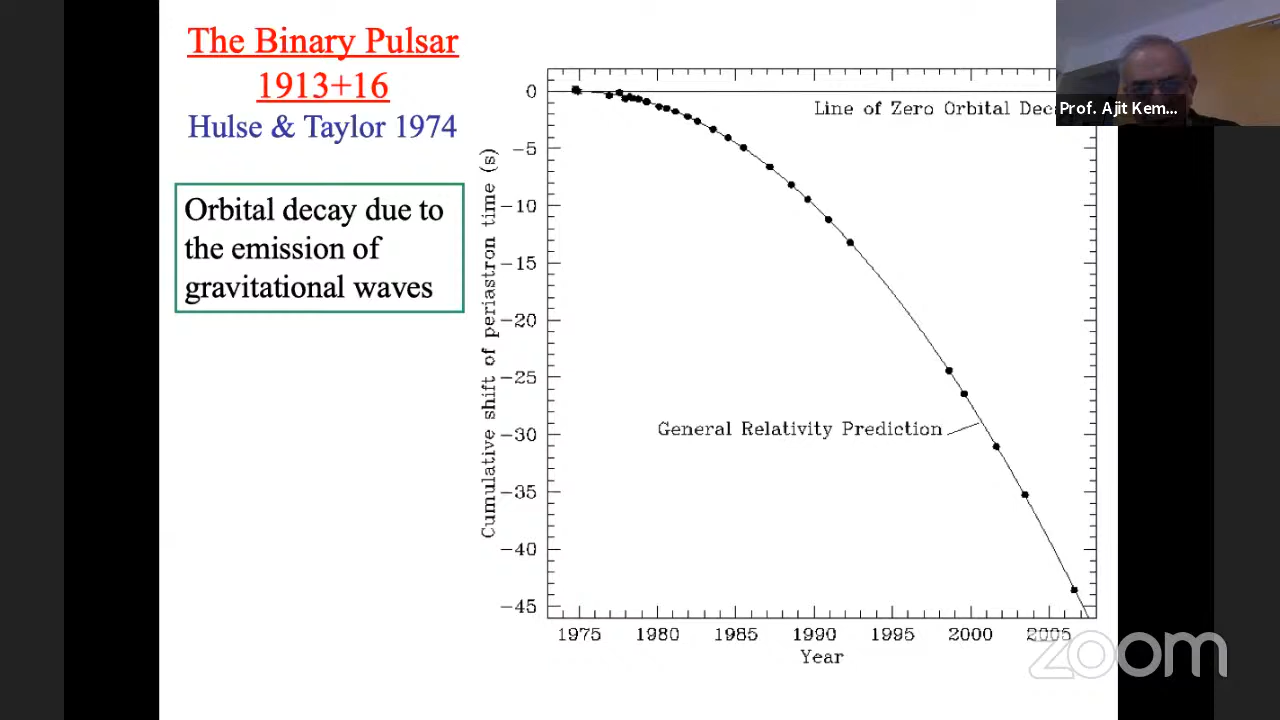 The Binary Pulsar
1913+16
Hulse & Taylor 1974
Orbital decay due to
the emission of
gravitational waves
Prof. Ajit Kem...
Line of Zero Orbital
General Relativity Prediction
Cumulative shift of periastron time (s)
0
−5
−10
−15
−20
−25
−30
−35
−40
−45
1975 1980 1985 1990 1995 2000 2005
Year
zoom